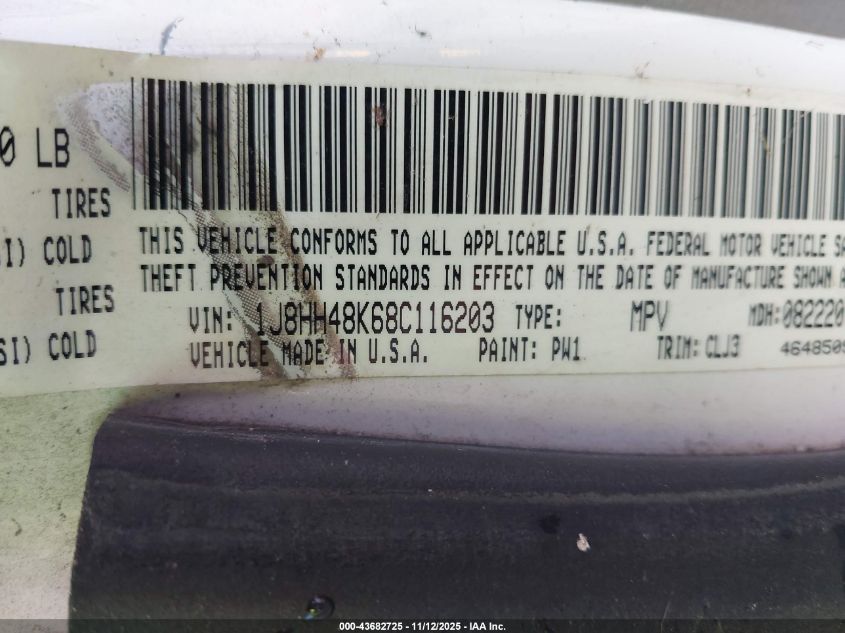 0 LB
TIRES
SI) COLD
TIRES
SI) COLD
THIS VEHICLE CONFORMS TO ALL APPLICABLE U.S.A. FEDERAL MOTOR VEHICLE SA
THEFT PREVENTION STANDARDS IN EFFECT ON THE DATE OF MANUFACTURE SHOWN A
VIN: 1J8HH48K68C116203 TYPE: MPV MDH: 082220
VEHICLE MADE IN U.S.A. PAINT: PW1 TRIM: CLJ3 4648509
000-43682725 - 11/12/2025 - IAA Inc.